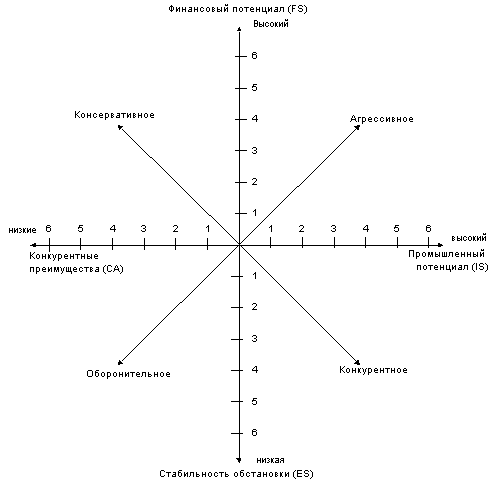 Финансовый потенциал (FS)
Высокий
6
5
Консервативное
4
Агрессивное
3
2
1
низкие
6 5 4 3 2 1
1 2 3 4 5 6
высокий
Конкурентные
преимущества (CA)
Промышленный
потенциал (IS)
1
2
3
Оборонительное
4
Конкурентное
5
6
низкая
Стабильность обстановки (ES)